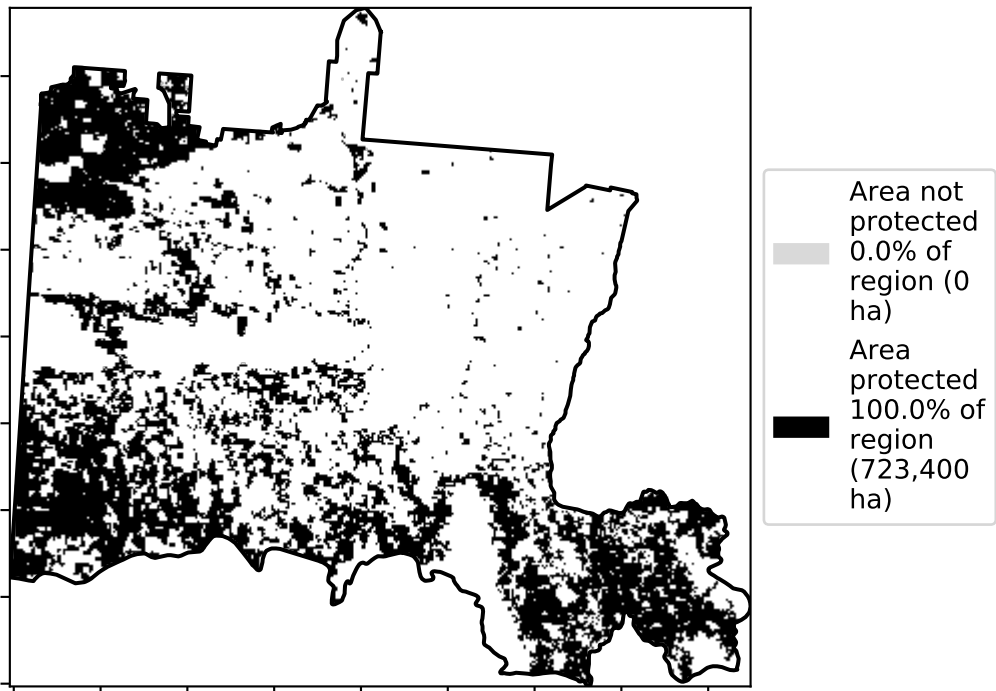 Area not
protected
0.0% of
region (0
ha)
Area
protected
100.0% of
region
(723,400
ha)